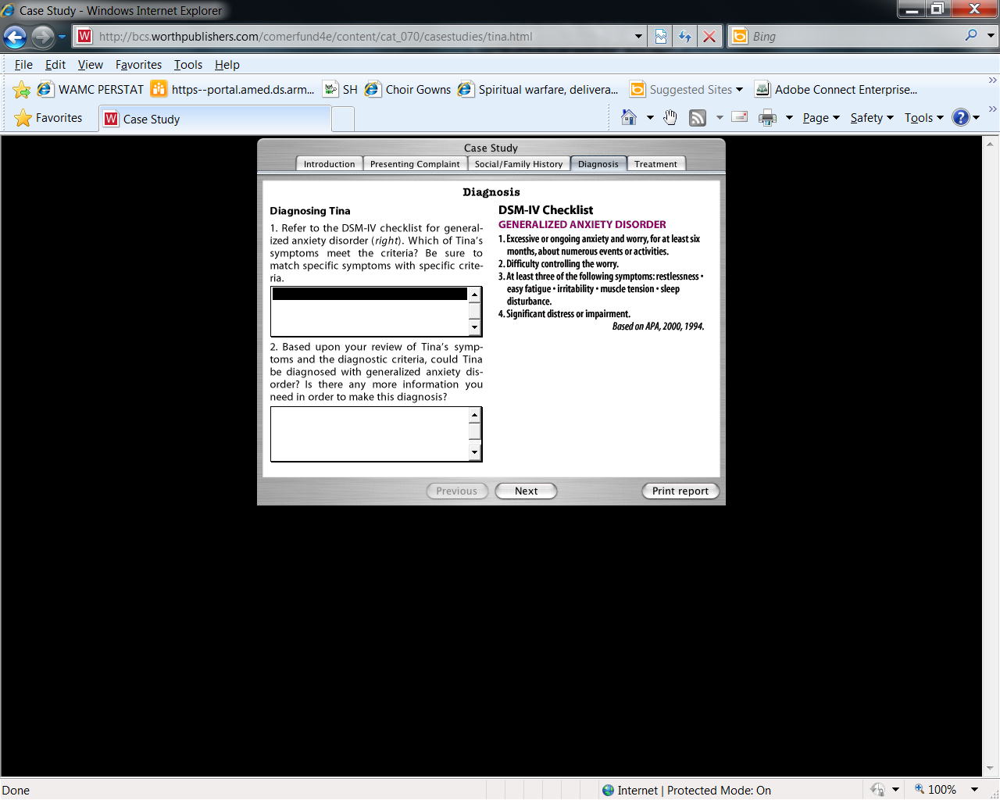 Case Study - Windows Internet Explorer
http://bcs.worthpublishers.com/comerfund4e/content/cat_070/casestudies/tina.html
Bing
File Edit View Favorites Tools Help
WAMC PERSTAT https--portal.amed.ds.arm... SH Choir Gowns Spiritual warfare, delivera... Suggested Sites Adobe Connect Enterprise...
Favorites Case Study Page Safety Tools
Case Study
Introduction Presenting Complaint Social/Family History Diagnosis Treatment
Diagnosis
Diagnosing Tina
1. Refer to the DSM-IV checklist for general-
ized anxiety disorder (right). Which of Tina's
symptoms meet the criteria? Be sure to
match specific symptoms with specific crite-
ria.
2. Based upon your review of Tina's symp-
toms and the diagnostic criteria, could Tina
be diagnosed with generalized anxiety dis-
order? Is there any more information you
need in order to make this diagnosis?
DSM-IV Checklist
GENERALIZED ANXIETY DISORDER
1. Excessive or ongoing anxiety and worry, for at least six
months, about numerous events or activities.
2. Difficulty controlling the worry.
3. At least three of the following symptoms: restlessness •
easy fatigue • irritability • muscle tension • sleep
disturbance.
4. Significant distress or impairment.
Based on APA, 2000, 1994.
Previous Next Print report
Done Internet | Protected Mode: On 100%